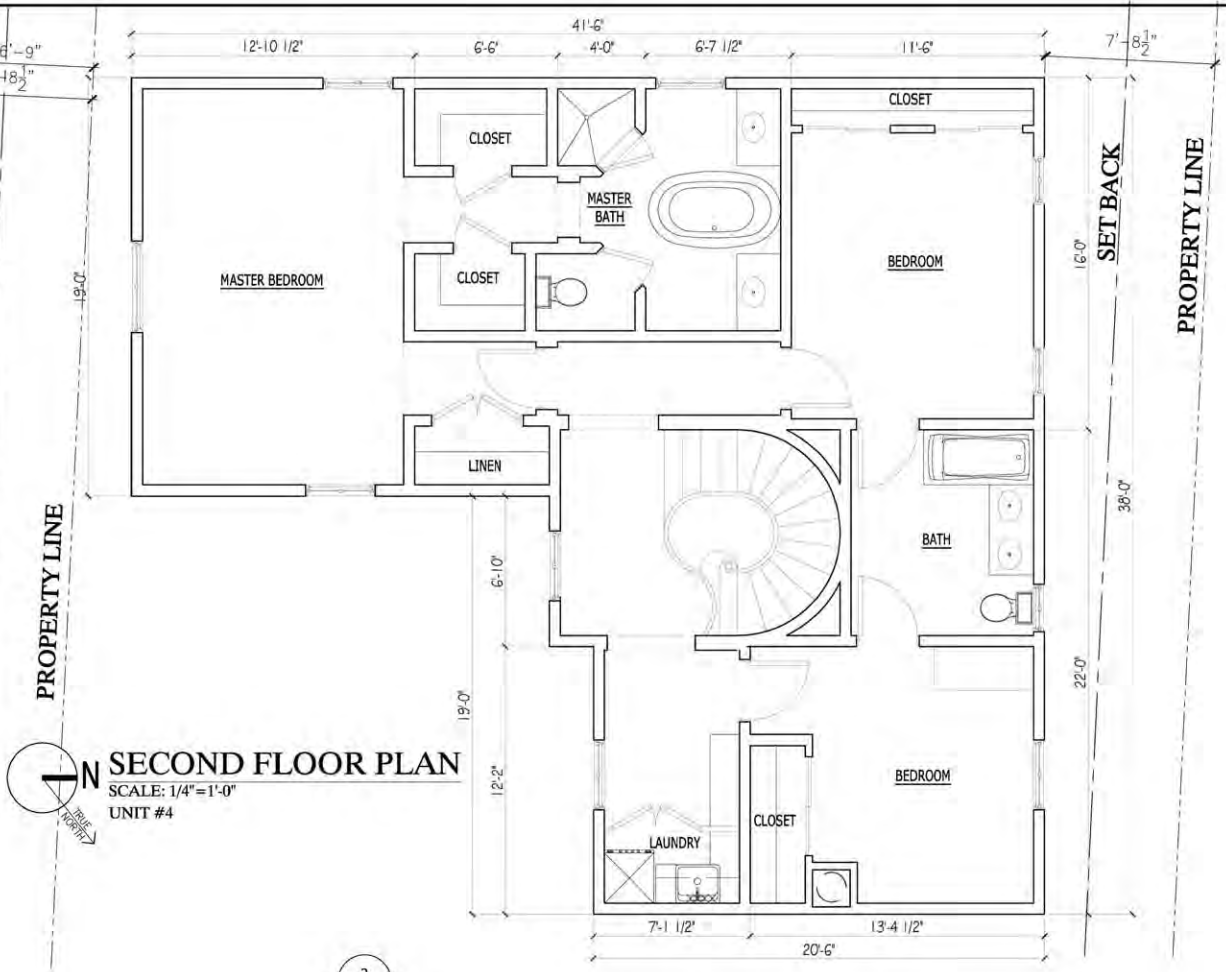 41'-6"
12'-10 1/2"
6'-6"
4'-0"
6'-7 1/2"
11'-6"
7'-8 1/2"
6'-9"
8 1/2"
CLOSET
CLOSET
MASTER
BATH
SET BACK
PROPERTY LINE
16'-0"
BEDROOM
MASTER BEDROOM
CLOSET
19'-0"
LINEN
38'-0"
BATH
6'-10"
PROPERTY LINE
22'-0"
19'-0"
12'-2"
N
SECOND FLOOR PLAN
SCALE: 1/4"=1'-0"
UNIT #4
TRUE
NORTH
BEDROOM
CLOSET
LAUNDRY
7'-1 1/2"
13'-4 1/2"
20'-6"